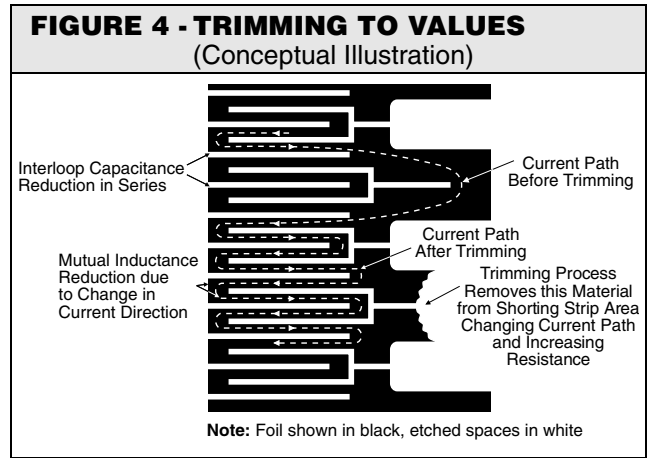 FIGURE 4 - TRIMMING TO VALUES
(Conceptual Illustration)
Interloop Capacitance
Reduction in Series
Current Path
Before Trimming
Mutual Inductance
Reduction due
to Change in
Current Direction
Current Path
After Trimming
Trimming Process
Removes this Material
from Shorting Strip Area
Changing Current Path
and Increasing
Resistance
Note: Foil shown in black, etched spaces in white